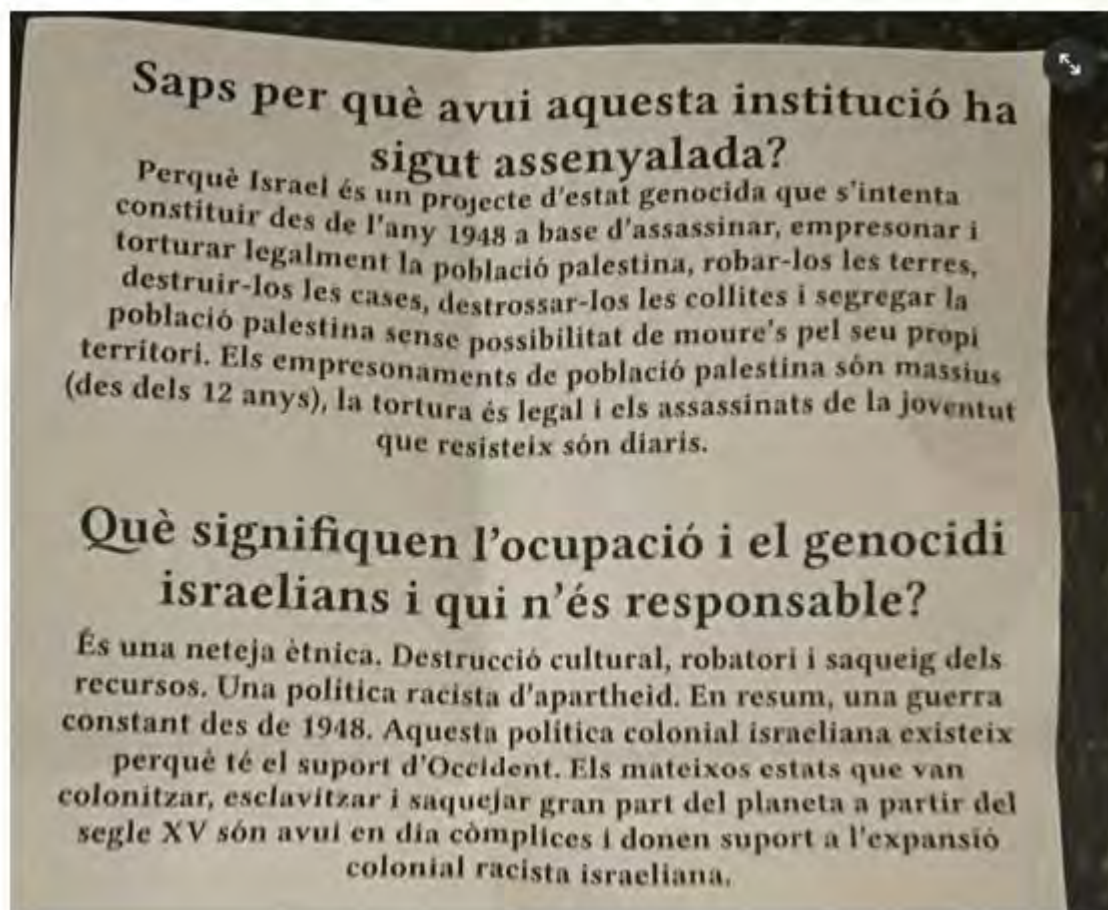 Saps per què avui aquesta institució ha
sigut assenyalada?
Perquè Israel és un projecte d'estat genocida que s'intenta
constituir des de l'any 1948 a base d'assassinar, empresonar i
torturar legalment la població palestina, robar-los les terres,
destruir-los les cases, destrossar-los les collites i segregar la
població palestina sense possibilitat de moure's pel seu propi
territori. Els empresonaments de població palestina són massius
(des dels 12 anys), la tortura és legal i els assassinats de la joventut
que resisteix són diaris.
Què signifiquen l'ocupació i el genocidi
israelians i qui n'és responsable?
És una neteja ètnica. Destrucció cultural, robatori i saqueig dels
recursos. Una política racista d'apartheid. En resum, una guerra
constant des de 1948. Aquesta política colonial israeliana existeix
perquè té el suport d'Occident. Els mateixos estats que van
colonitzar, esclavitzar i saquejar gran part del planeta a partir del
segle XV són avui en dia còmplices i donen suport a l'expansió
colonial racista israeliana.